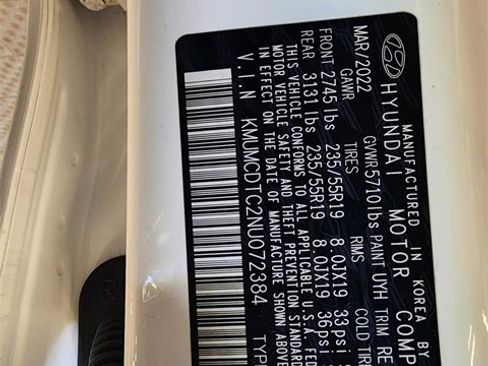 MANUFACTURED IN KOREA BY
HYUNDAI MOTOR COMP
MAR/2022 GVWR5710lbs PAINT UYH TRIM RE
GAWR TIRES RIMS COLD TIR
FRONT 2745 lbs 235/55R19 8.0JX19 33psi
REAR 3131 lbs 235/55R19 8.0JX19 36psi
THIS VEHICLE CONFORMS TO ALL APPLICABLE U.S.A. FED
MOTOR VEHICLE SAFETY AND THEFT PREVENTION STANDARD
IN EFFECT ON THE DATE OF MANUFACTURE SHOWN ABOVE
V.I.N KMUMCDTC2NU072384 TYP